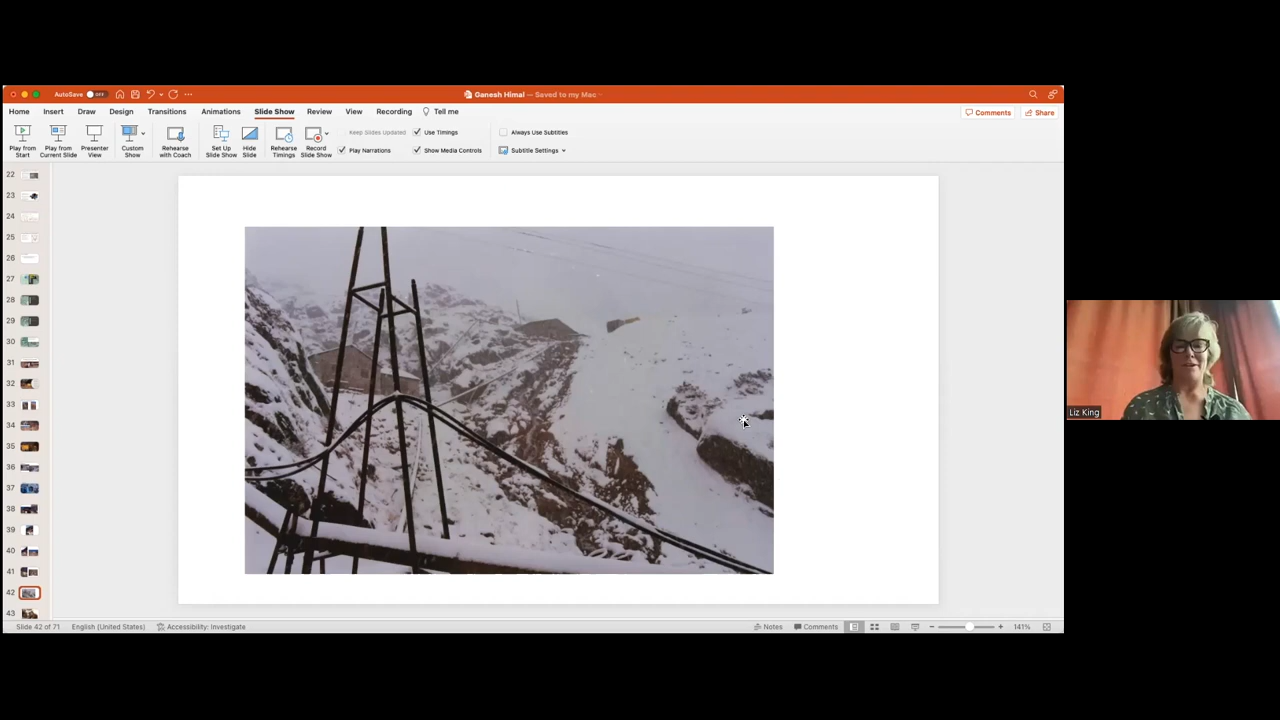 AutoSave OFF
Ganesh Himal — Saved to my Mac
Home Insert Draw Design Transitions Animations Slide Show Review View Recording Tell me
Comments Share
Play from Start
Play from Current Slide
Presenter View
Custom Show
Rehearse with Coach
Set Up Slide Show
Hide Slide
Rehearse Timings
Record Slide Show
Keep Slides Updated
Use Timings
Play Narrations
Show Media Controls
Always Use Subtitles
Subtitle Settings
22
23
24
25
26
27
28
29
30
31
32
33
34
35
36
37
38
39
40
41
42
43
Liz King
Slide 42 of 71 English (United States) Accessibility: Investigate Notes Comments 141%